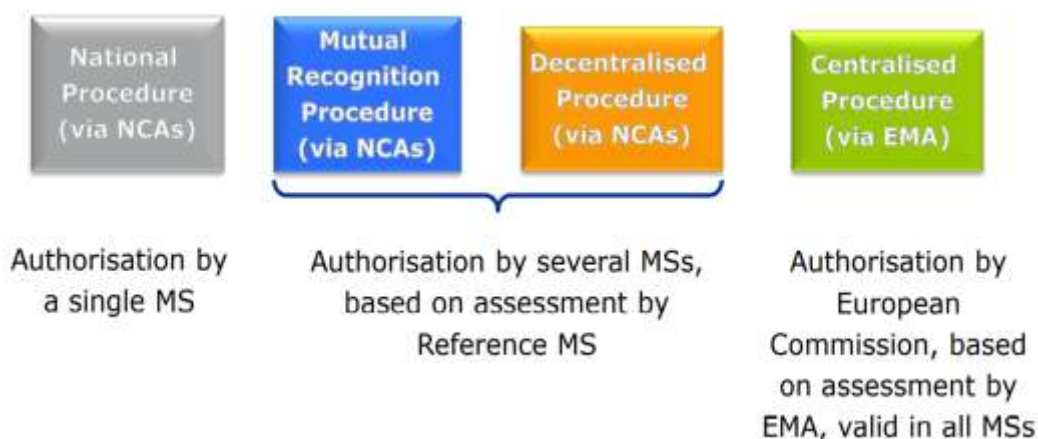 National
Procedure
(via NCAs)
Mutual
Recognition
Procedure
(via NCAs)
Decentralised
Procedure
(via NCAs)
Centralised
Procedure
(via EMA)
Authorisation by
a single MS
Authorisation by several MSs,
based on assessment by
Reference MS
Authorisation by
European
Commission, based
on assessment by
EMA, valid in all MSs